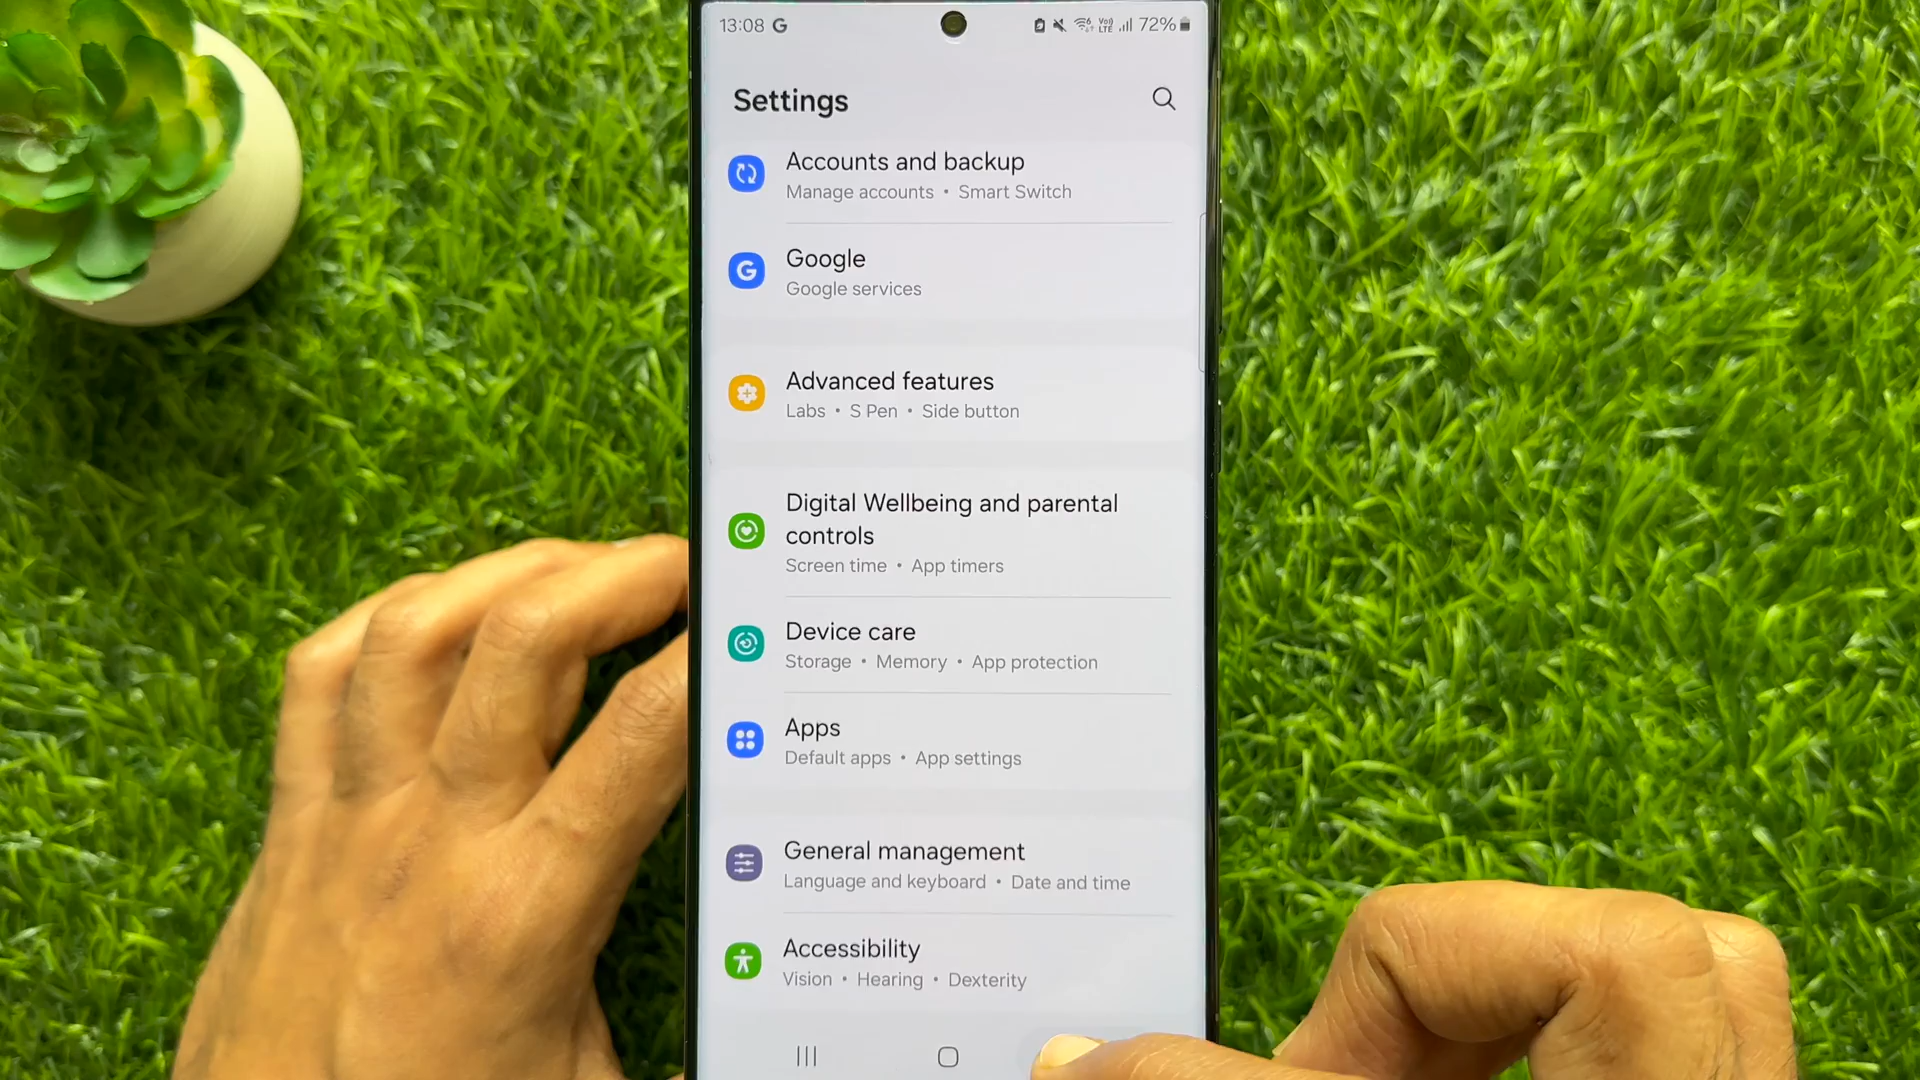 13:08 G
VoD LTE 72%
Settings
Accounts and backup
Manage accounts • Smart Switch
Google
Google services
Advanced features
Labs • S Pen • Side button
Digital Wellbeing and parental
controls
Screen time • App timers
Device care
Storage • Memory • App protection
Apps
Default apps • App settings
General management
Language and keyboard • Date and time
Accessibility
Vision • Hearing • Dexterity